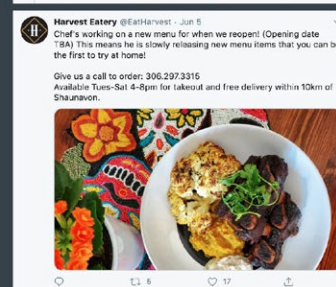 Harvest Eatery @EatHarvest · Jun 5
Chef's working on a new menu for when we reopen! (Opening date
TBA) This means he is slowly releasing new menu items that you can b
the first to try at home!
Give us a call to order: 306.297.3315
Available Tues-Sat 4-8pm for takeout and free delivery within 10km of
Shaunavon.
H
5
17